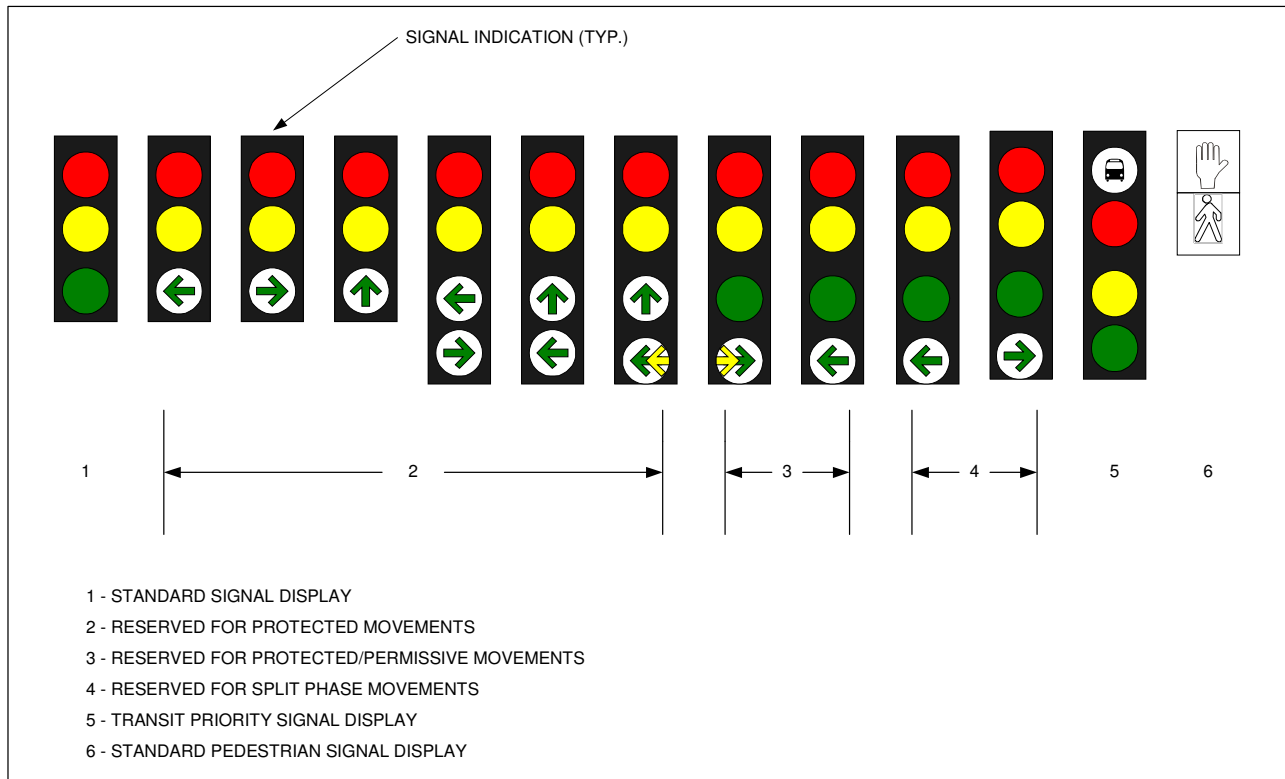 SIGNAL INDICATION (TYP.)
1 2 3 4 5 6
1 - STANDARD SIGNAL DISPLAY
2 - RESERVED FOR PROTECTED MOVEMENTS
3 - RESERVED FOR PROTECTED/PERMISSIVE MOVEMENTS
4 - RESERVED FOR SPLIT PHASE MOVEMENTS
5 - TRANSIT PRIORITY SIGNAL DISPLAY
6 - STANDARD PEDESTRIAN SIGNAL DISPLAY